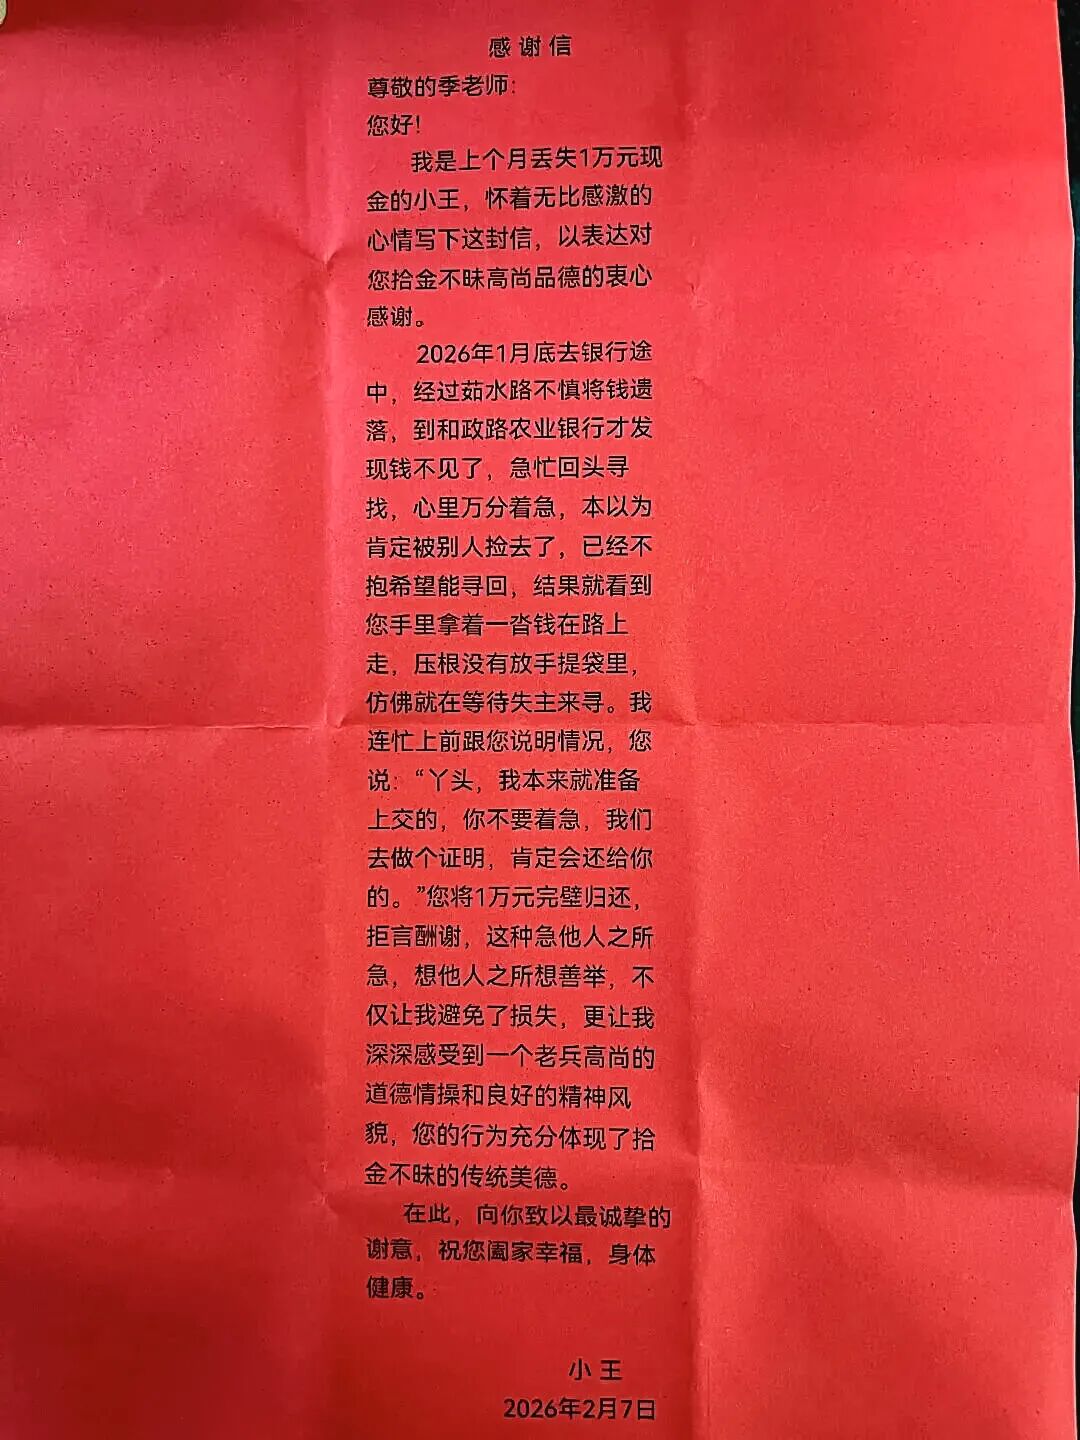 感谢信
尊敬的季老师:
您好!
我是上个月丢失1万元现
金的小王，怀着无比感激的
心情写下这封信，以表达对
您拾金不昧高尚品德的衷心
感谢。
2026年1月底去银行途
中，经过茹水路不慎将钱遗
落，到和政路农业银行才发
现钱不见了，急忙回头寻
找，心里万分着急，本以为
肯定被别人捡去了，已经不
抱希望能寻回，结果就看到
您手里拿着一沓钱在路上
走，压根没有放手提袋里，
仿佛就在等待失主来寻。我
连忙上前跟您说明情况，您
说：“丫头，我本来就准备
上交的，你不要着急，我们
去做个证明，肯定会还给你
的。”您将1万元完壁归还，
拒言酬谢，这种急他人之所
急，想他人之所想善举，不
仅让我避免了损失，更让我
深深感受到一个老兵高尚的
道德情操和良好的精神风
貌，您的行为充分体现了拾
金不昧的传统美德。
在此，向你致以最诚挚的
谢意，祝您阖家幸福，身体
健康。
小王
2026年2月7日